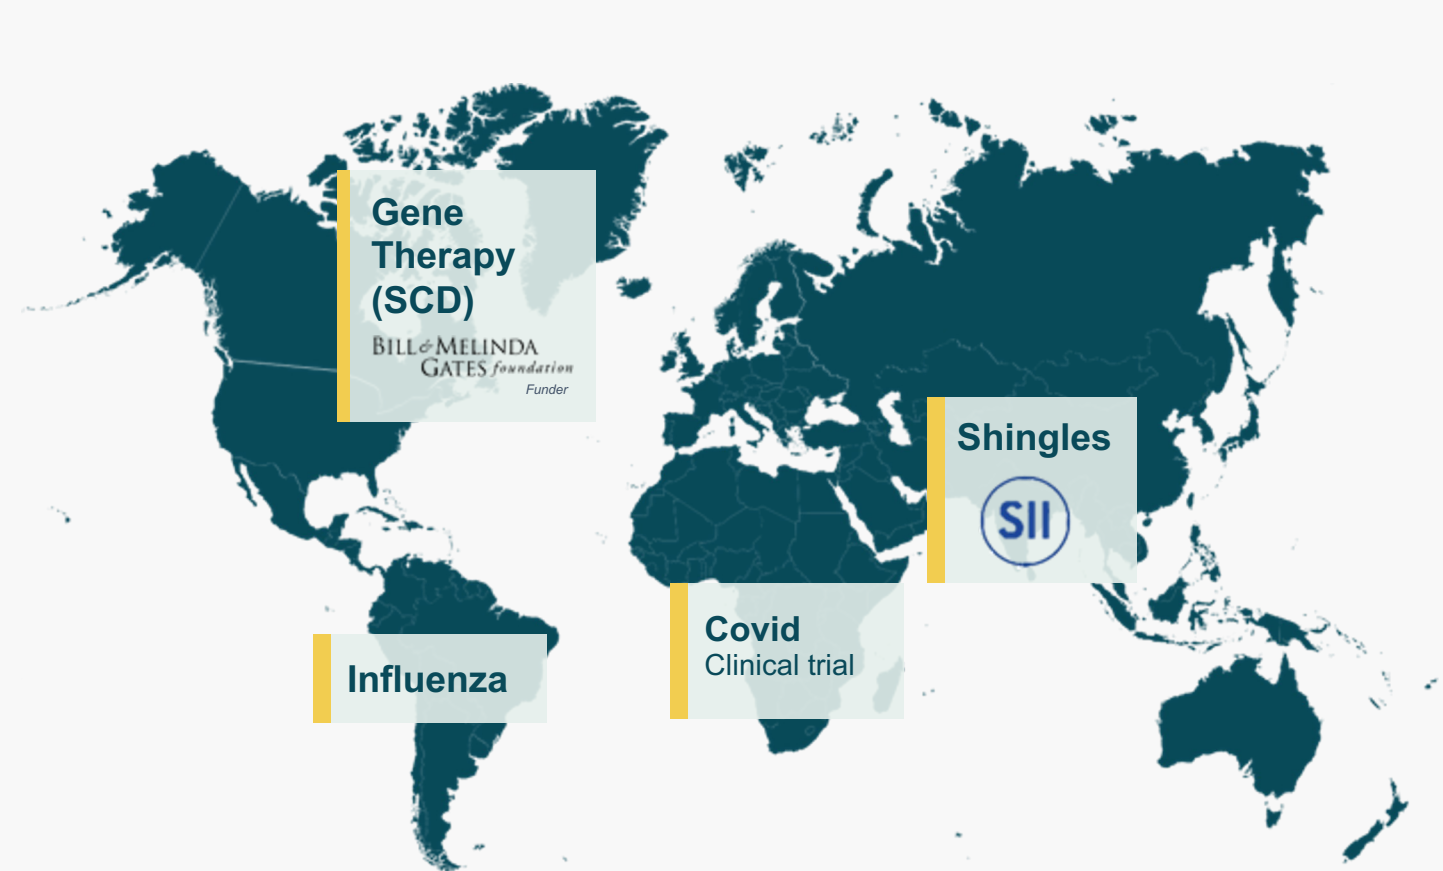 Gene
Therapy
(SCD)
BILL & MELINDA
GATES foundation
Funder
Shingles
SII
Covid
Clinical trial
Influenza